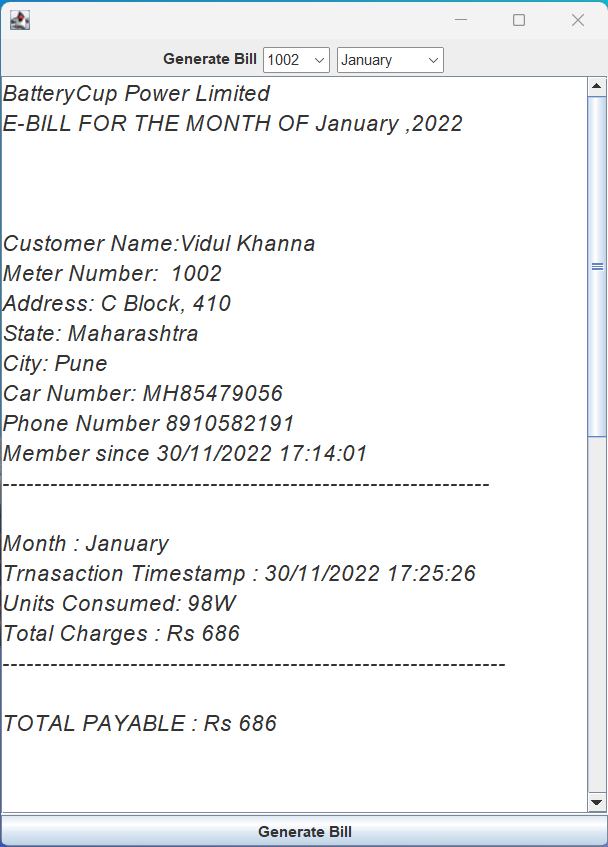 Generate Bill 1002 January
BatteryCup Power Limited
E-BILL FOR THE MONTH OF January ,2022
Customer Name:Vidul Khanna
Meter Number:  1002
Address: C Block, 410
State: Maharashtra
City: Pune
Car Number: MH85479056
Phone Number 8910582191
Member since 30/11/2022 17:14:01
-------------------------------------------------------------
Month : January
Trnasaction Timestamp : 30/11/2022 17:25:26
Units Consumed: 98W
Total Charges : Rs 686
---------------------------------------------------------------
TOTAL PAYABLE : Rs 686
Generate Bill